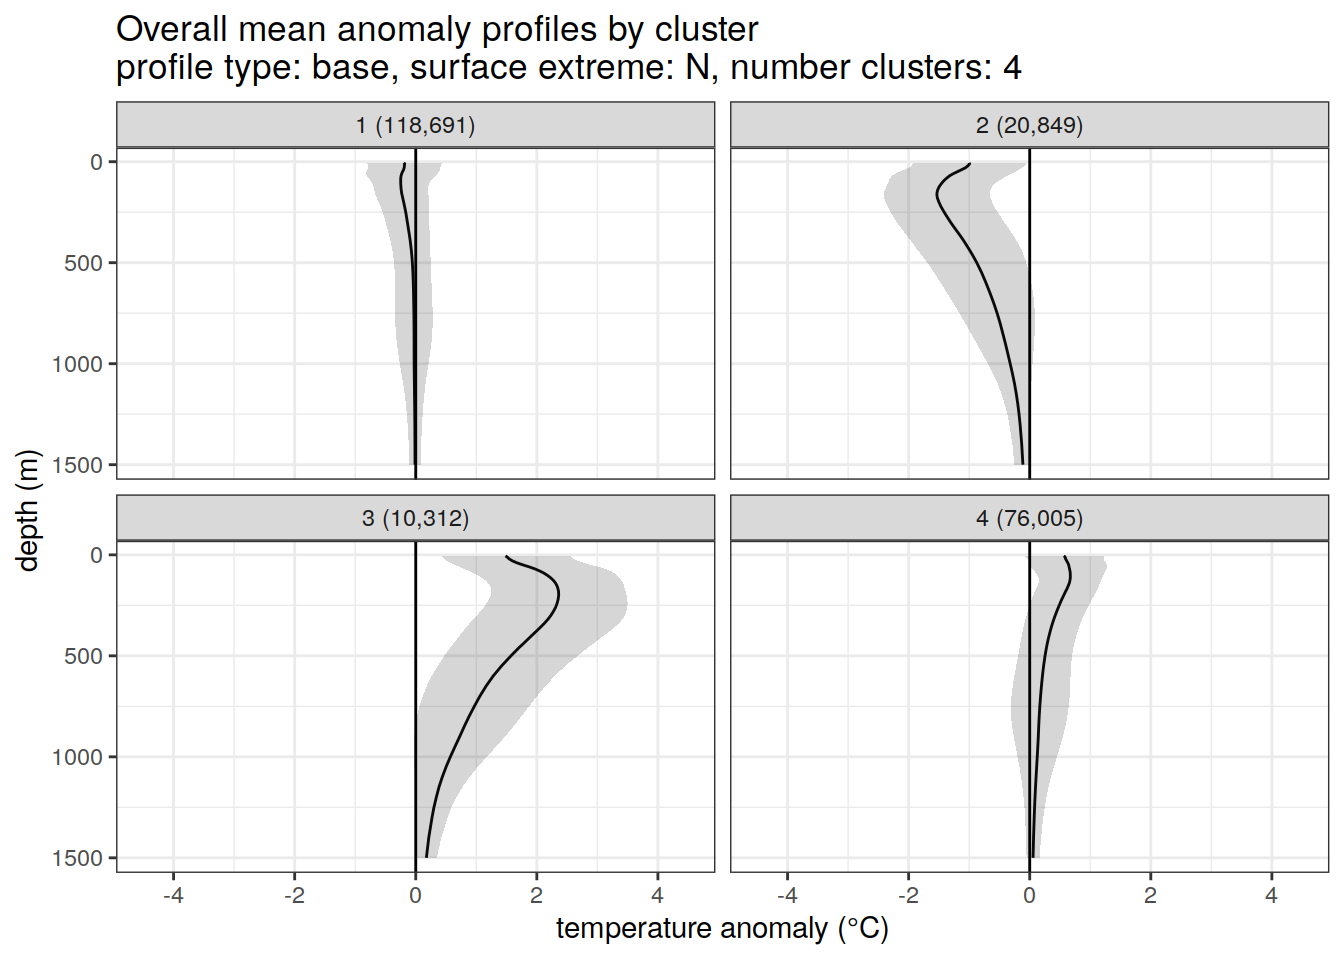 Overall mean anomaly profiles by cluster
profile type: base, surface extreme: N, number clusters: 4
1 (118,691)
2 (20,849)
0
500
1000
1500
3 (10,312)
4 (76,005)
0
500
1000
1500
depth (m)
-4 -2 0 2 4
-4 -2 0 2 4
temperature anomaly (°C)